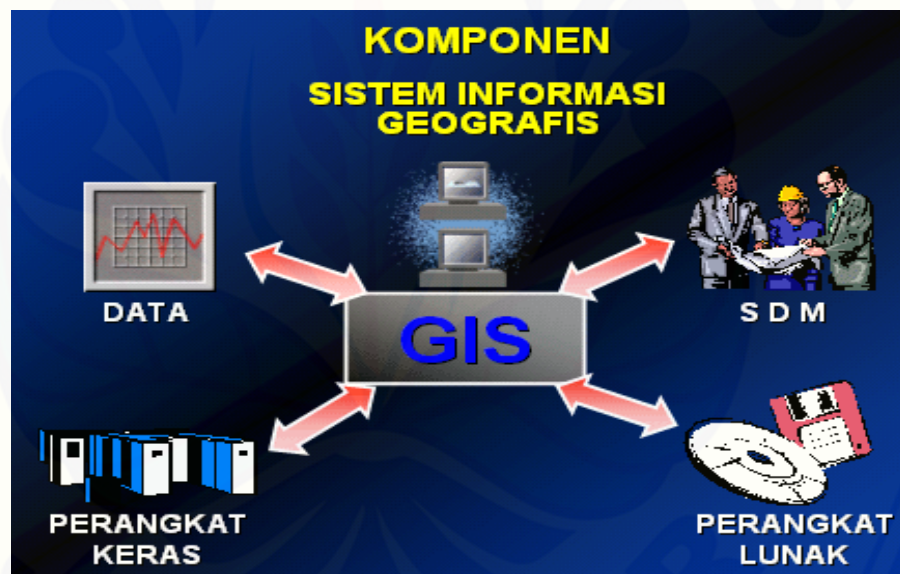 KOMPONEN
SISTEM INFORMASI
GEOGRAFIS
DATA
S D M
GIS
PERANGKAT
KERAS
PERANGKAT
LUNAK